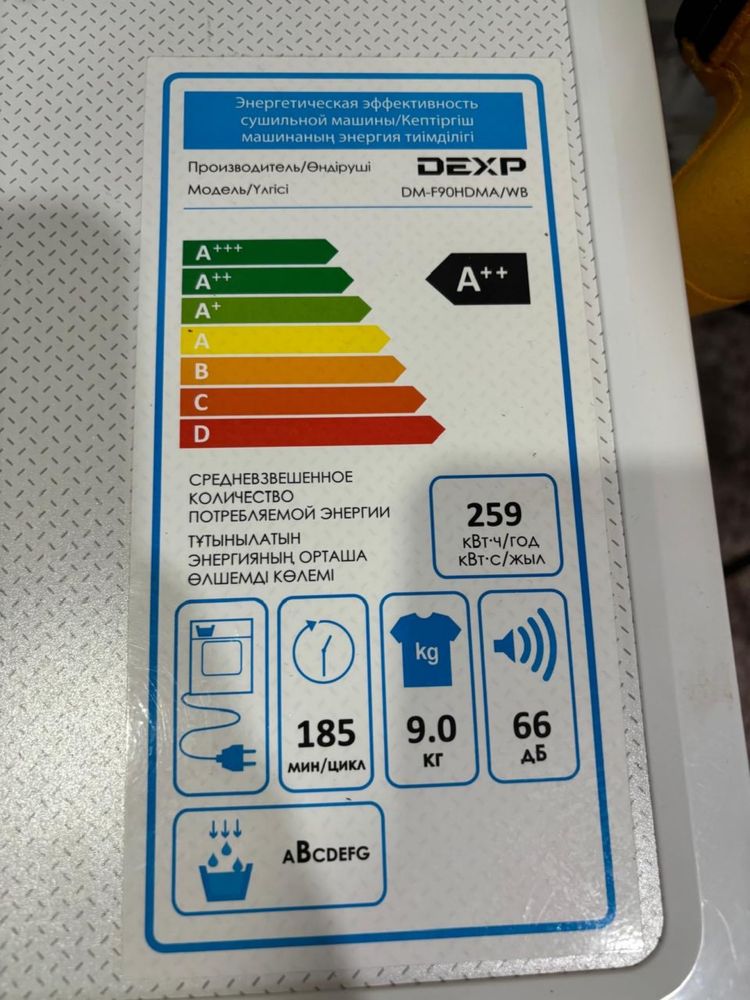 Энергетическая эффективность
сушильной машины/Кептіргіш
машинаның энергия тиімділігі
Производитель/Өндіруші DEXP
Модель/Үлгісі DM-F90HDMA/WB
A+++
A++ A++
A+
A
B
C
D
СРЕДНЕВЗВЕШЕННОЕ
КОЛИЧЕСТВО
ПОТРЕБЛЯЕМОЙ ЭНЕРГИИ
ТҰТЫНЫЛАТЫН
ЭНЕРГИЯНЫҢ ОРТАША
ӨЛШЕМДІ КӨЛЕМІ
259
кВт·ч/год
кВт·с/жыл
kg
185 9.0 66
мин/цикл кг дБ
ABCDEFG